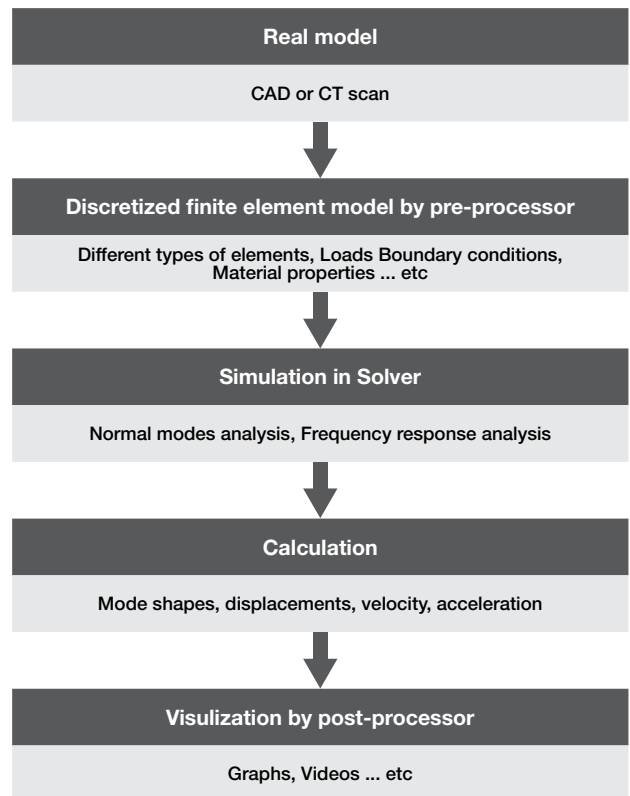 Real model
CAD or CT scan
Discretized finite element model by pre-processor
Different types of elements, Loads Boundary conditions,
Material properties ... etc
Simulation in Solver
Normal modes analysis, Frequency response analysis
Calculation
Mode shapes, displacements, velocity, acceleration
Visulization by post-processor
Graphs, Videos ... etc